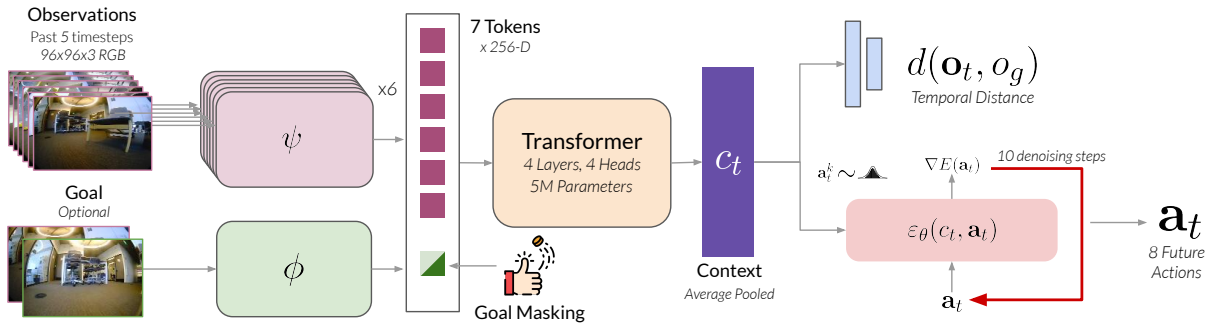 Observations
Past 5 timesteps
96x96x3 RGB
ψ
x6
Goal
Optional
ϕ
7 Tokens
x 256-D
Goal Masking
Transformer
4 Layers, 4 Heads
5M Parameters
c_t
Context
Average Pooled
d(𝐨_t, o_g)
Temporal Distance
𝐚_t^k ∼
∇E(𝐚_t)
10 denoising steps
ε_θ(c_t, 𝐚_t)
𝐚_t
𝐚_t
8 Future
Actions